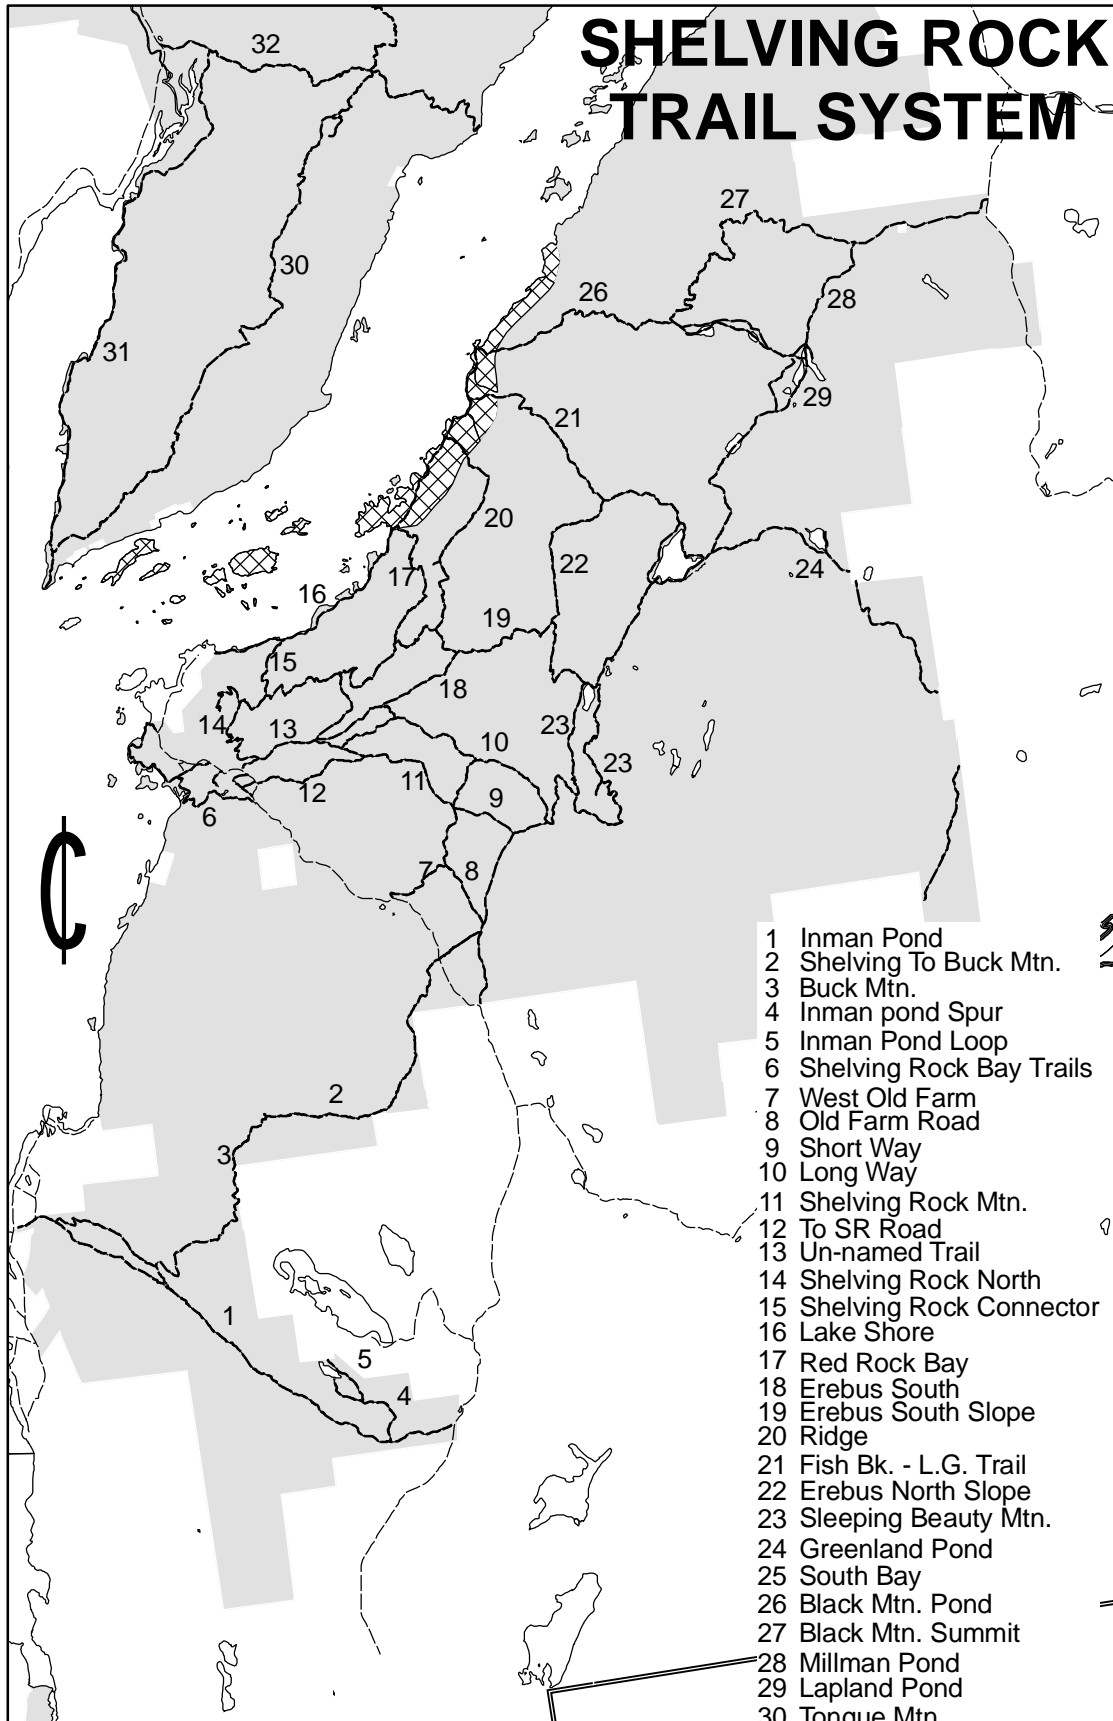 SHELVING ROCK
TRAIL SYSTEM
32
27
30
26
28
31
29
21
20
22
24
17
16
19
15
18
14
13
23
10
23
11
12
9
6
7
8
2
3
1
5
4
1 Inman Pond
2 Shelving To Buck Mtn.
3 Buck Mtn.
4 Inman pond Spur
5 Inman Pond Loop
6 Shelving Rock Bay Trails
7 West Old Farm
8 Old Farm Road
9 Short Way
10 Long Way
11 Shelving Rock Mtn.
12 To SR Road
13 Un-named Trail
14 Shelving Rock North
15 Shelving Rock Connector
16 Lake Shore
17 Red Rock Bay
18 Erebus South
19 Erebus South Slope
20 Ridge
21 Fish Bk. - L.G. Trail
22 Erebus North Slope
23 Sleeping Beauty Mtn.
24 Greenland Pond
25 South Bay
26 Black Mtn. Pond
27 Black Mtn. Summit
28 Millman Pond
29 Lapland Pond
30 Tongue Mtn